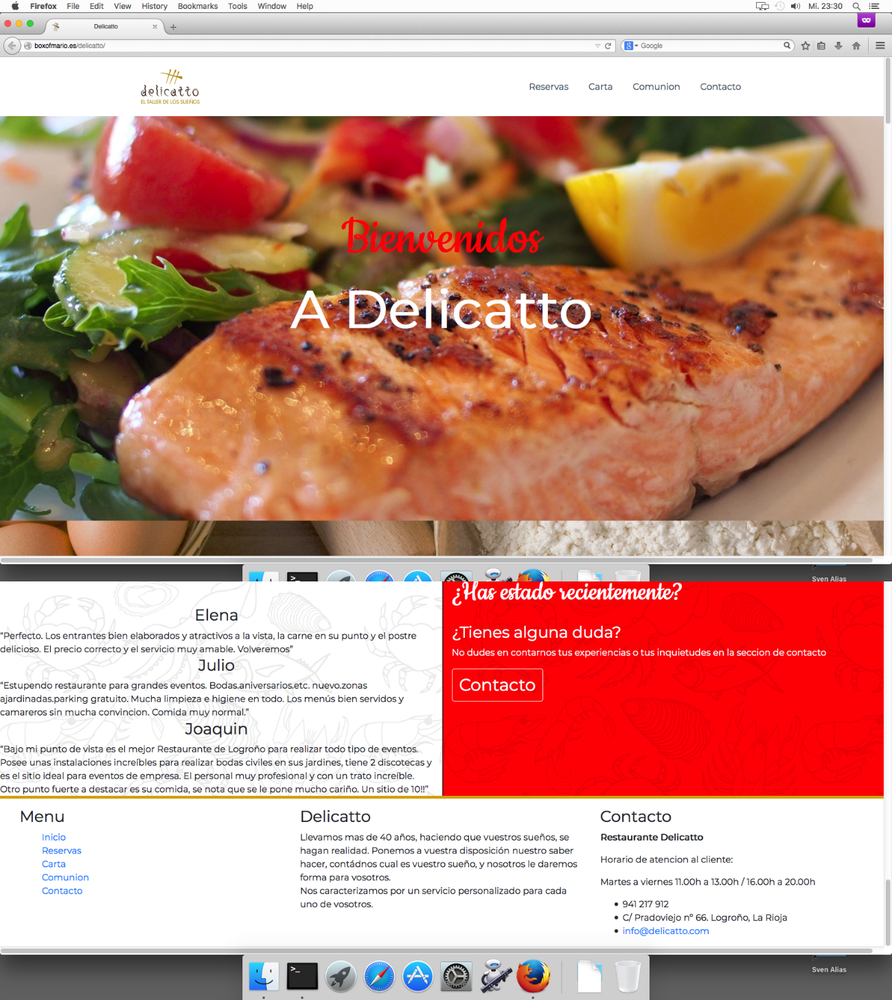 Firefox File Edit View History Bookmarks Tools Window Help Mi. 23:30
Delicatto
boxofmario.es/delicatto/
Google
delicatto
EL TALLER DE LOS SUEÑOS
Reservas Carta Comunion Contacto
Bienvenidos
A Delicatto
Sven Alias
Elena
“Perfecto. Los entrantes bien elaborados y atractivos a la vista, la carne en su punto y el postre
delicioso. El precio correcto y el servicio muy amable. Volveremos”
Julio
“Estupendo restaurante para grandes eventos. Bodas.aniversarios.etc. nuevo.zonas
ajardinadas.parking gratuito. Mucha limpieza e higiene en todo. Los menús bien servidos y
camareros sin mucha convincion. Comida muy normal.”
Joaquin
“Bajo mi punto de vista es el mejor Restaurante de Logroño para realizar todo tipo de eventos.
Posee unas instalaciones increíbles para realizar bodas civiles en sus jardines, tiene 2 discotecas y
es el sitio ideal para eventos de empresa. El personal muy profesional y con un trato increíble.
Otro punto fuerte a destacar es su comida, se nota que se le pone mucho cariño. Un sitio de 10!!”
¿Has estado recientemente?
¿Tienes alguna duda?
No dudes en contarnos tus experiencias o tus inquietudes en la seccion de contacto
Contacto
Menu
Inicio
Reservas
Carta
Comunion
Contacto
Delicatto
Llevamos mas de 40 años, haciendo que vuestros sueños, se
hagan realidad. Ponemos a vuestra disposición nuestro saber
hacer, contádnos cual es vuestro sueño, y nosotros le daremos
forma para vosotros.
Nos caracterizamos por un servicio personalizado para cada
uno de vosotros.
Contacto
Restaurante Delicatto
Horario de atencion al cliente:
Martes a viernes 11.00h a 13.00h / 16.00h a 20.00h
941 217 912
C/ Pradoviejo nº 66. Logroño, La Rioja
info@delicatto.com
Sven Alias